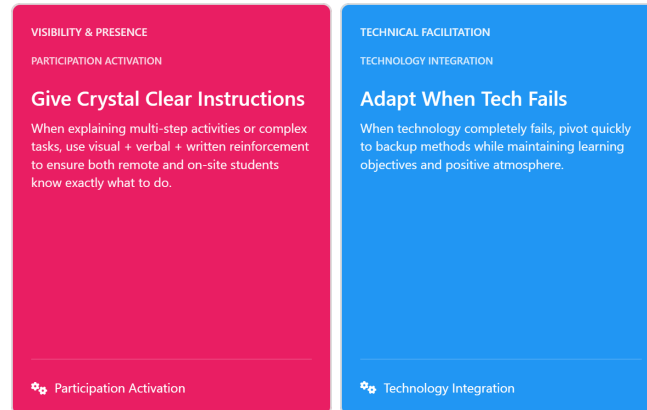 VISIBILITY & PRESENCE
PARTICIPATION ACTIVATION
Give Crystal Clear Instructions
When explaining multi-step activities or complex
tasks, use visual + verbal + written reinforcement
to ensure both remote and on-site students
know exactly what to do.
Participation Activation
TECHNICAL FACILITATION
TECHNOLOGY INTEGRATION
Adapt When Tech Fails
When technology completely fails, pivot quickly
to backup methods while maintaining learning
objectives and positive atmosphere.
Technology Integration